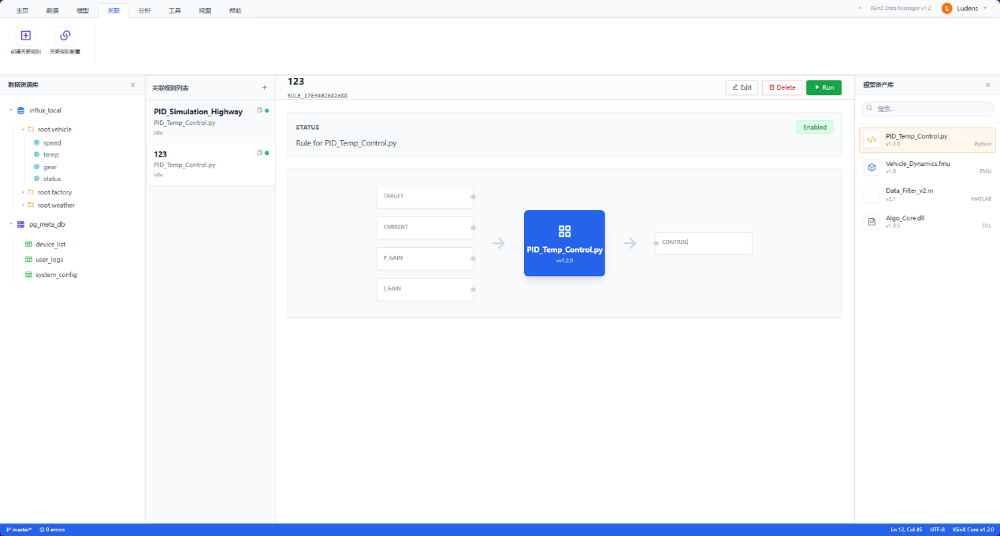 主页 数据 模型 关联 分析 工具 视图 帮助
IGinX Data Manager v1.2
L Ludens
创建关联规则 关联规则配置
数据资源库
influx_local
root.vehicle
speed
temp
gear
status
root.factory
root.weather
pg_meta_db
device_list
user_logs
system_config
关联规则列表
PID_Simulation_Highway
PID_Temp_Control.py
Idle
123
PID_Temp_Control.py
Idle
123
RULE_1769402682688
Edit Delete Run
STATUS
Enabled
Rule for PID_Temp_Control.py
TARGET
CURRENT
P_GAIN
I_GAIN
PID_Temp_Control.py
vv1.2.0
CONTROL
模型资产库
搜索...
PID_Temp_Control.py
v1.2.0 Python
Vehicle_Dynamics.fmu
v1.0 FMU
Data_Filter_v2.m
v2.1 MATLAB
Algo_Core.dll
v1.0.5 DLL
master* 0 errors
Ln 12, Col 45 UTF-8 IGinX Core v1.2.0